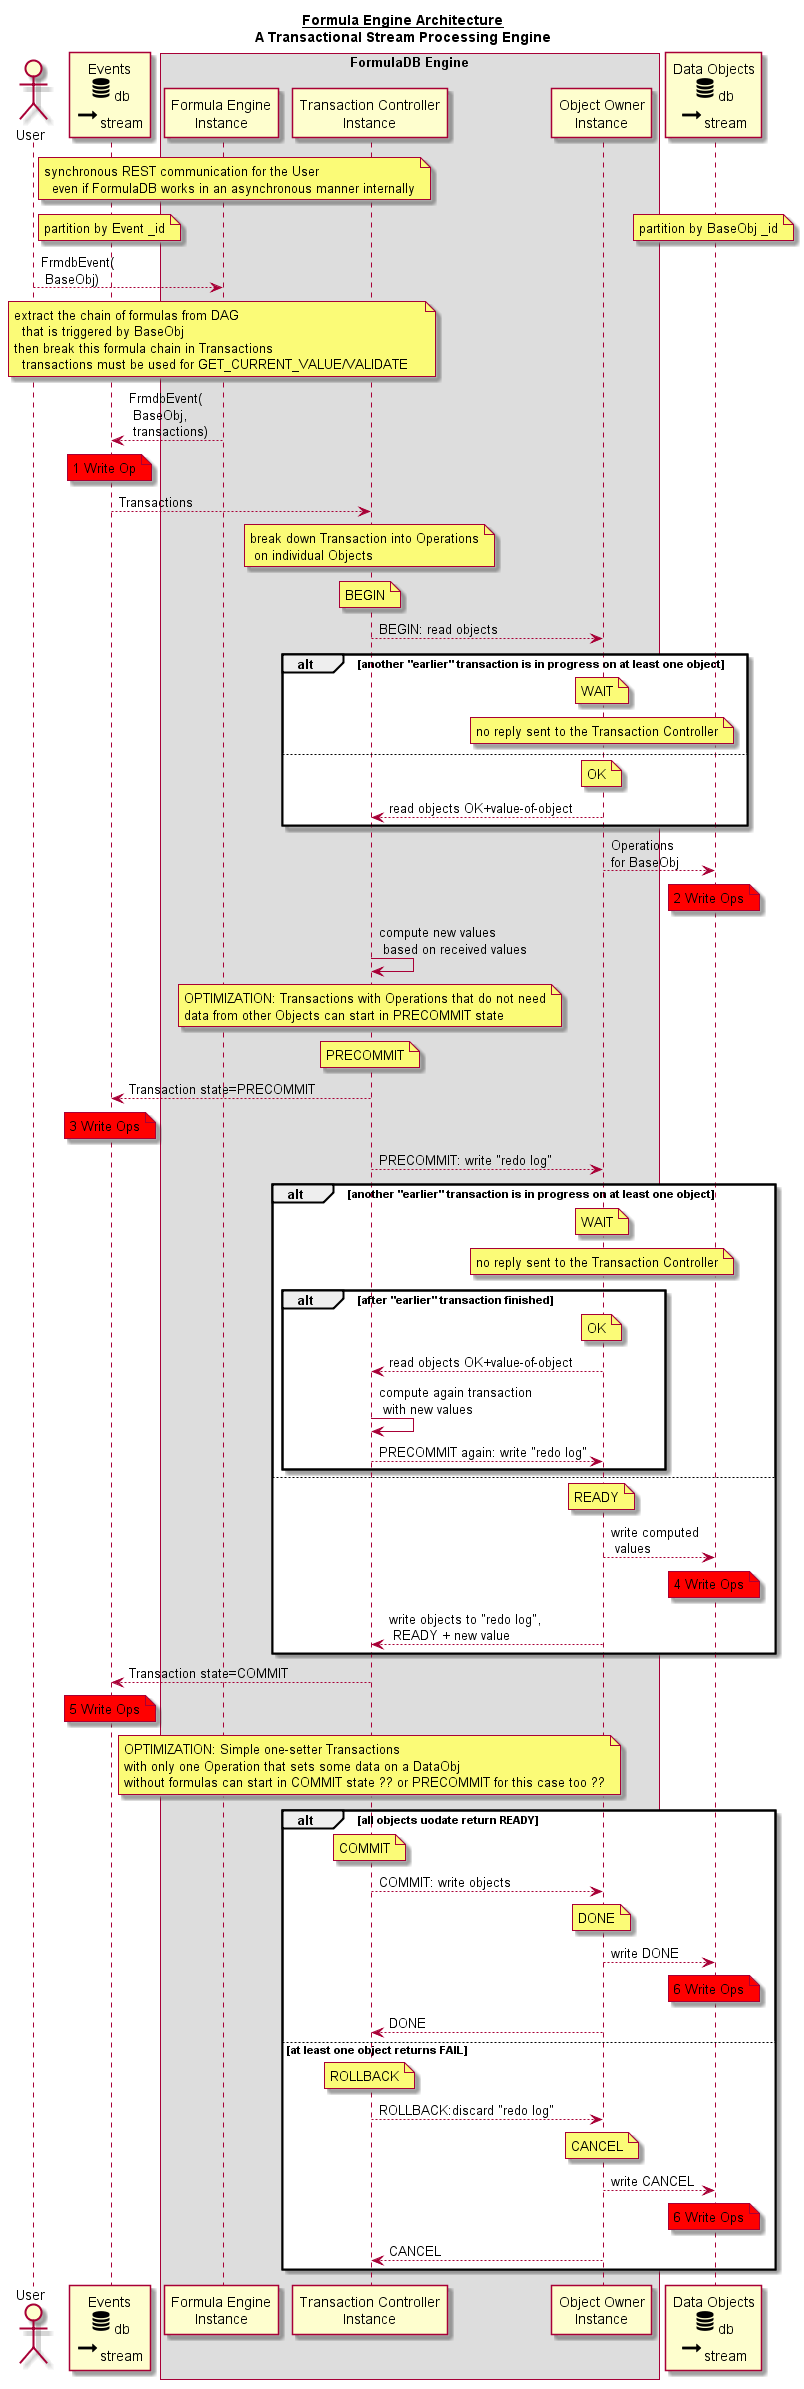 Formula Engine Architecture
A Transactional Stream Processing Engine
FormulaDB Engine
User
Events
db
stream
Formula Engine
Instance
Transaction Controller
Instance
Object Owner
Instance
Data Objects
db
stream
synchronous REST communication for the User
even if FormulaDB works in an asynchronous manner internally
partition by Event _id
partition by BaseObj _id
FrmdbEvent(
BaseObj)
extract the chain of formulas from DAG
that is triggered by BaseObj
then break this formula chain in Transactions
transactions must be used for GET_CURRENT_VALUE/VALIDATE
FrmdbEvent(
BaseObj,
transactions)
1 Write Op
Transactions
break down Transaction into Operations
on individual Objects
BEGIN
BEGIN: read objects
alt [another "earlier" transaction is in progress on at least one object]
WAIT
no reply sent to the Transaction Controller
OK
read objects OK+value-of-object
Operations
for BaseObj
2 Write Ops
compute new values
based on received values
OPTIMIZATION: Transactions with Operations that do not need
data from other Objects can start in PRECOMMIT state
PRECOMMIT
Transaction state=PRECOMMIT
3 Write Ops
PRECOMMIT: write "redo log"
alt [another "earlier" transaction is in progress on at least one object]
WAIT
no reply sent to the Transaction Controller
alt [after "earlier" transaction finished]
OK
read objects OK+value-of-object
compute again transaction
with new values
PRECOMMIT again: write "redo log"
READY
write computed
values
4 Write Ops
write objects to "redo log",
READY + new value
Transaction state=COMMIT
5 Write Ops
OPTIMIZATION: Simple one-setter Transactions
with only one Operation that sets some data on a DataObj
without formulas can start in COMMIT state ?? or PRECOMMIT for this case too ??
alt [all objects uodate return READY]
COMMIT
COMMIT: write objects
DONE
write DONE
6 Write Ops
DONE
[at least one object returns FAIL]
ROLLBACK
ROLLBACK:discard "redo log"
CANCEL
write CANCEL
6 Write Ops
CANCEL
User
Events
db
stream
Formula Engine
Instance
Transaction Controller
Instance
Object Owner
Instance
Data Objects
db
stream